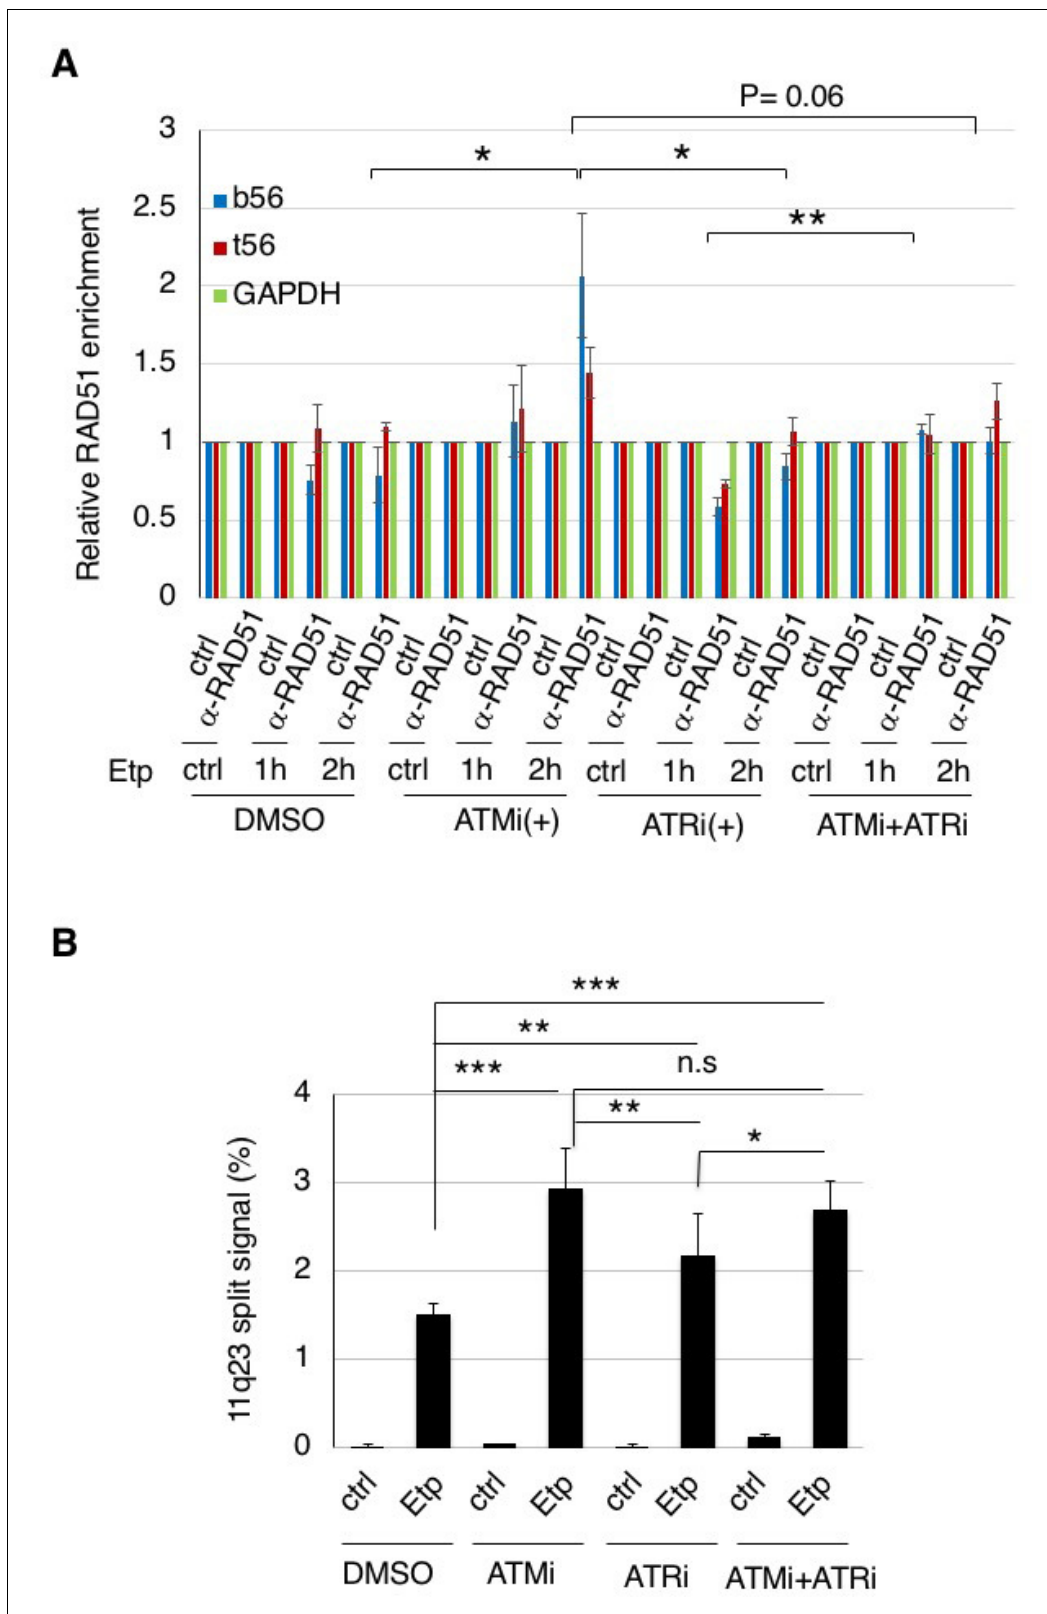 A
P= 0.06
3
*
*
2.5
b56
**
t56
2
GAPDH
1.5
1
0.5
0
Relative RAD51 enrichment
ctrl α-RAD51 ctrl α-RAD51 ctrl α-RAD51 ctrl α-RAD51 ctrl α-RAD51 ctrl α-RAD51 ctrl α-RAD51 ctrl α-RAD51 ctrl α-RAD51 ctrl α-RAD51 ctrl α-RAD51 ctrl α-RAD51
Etp ctrl 1h 2h ctrl 1h 2h ctrl 1h 2h ctrl 1h 2h
DMSO ATMi(+) ATRi(+) ATMi+ATRi
B
***
**
*** n.s
4
**
*
3
2
1
0
11q23 split signal (%)
ctrl Etp ctrl Etp ctrl Etp ctrl Etp
DMSO ATMi ATRi ATMi+ATRi